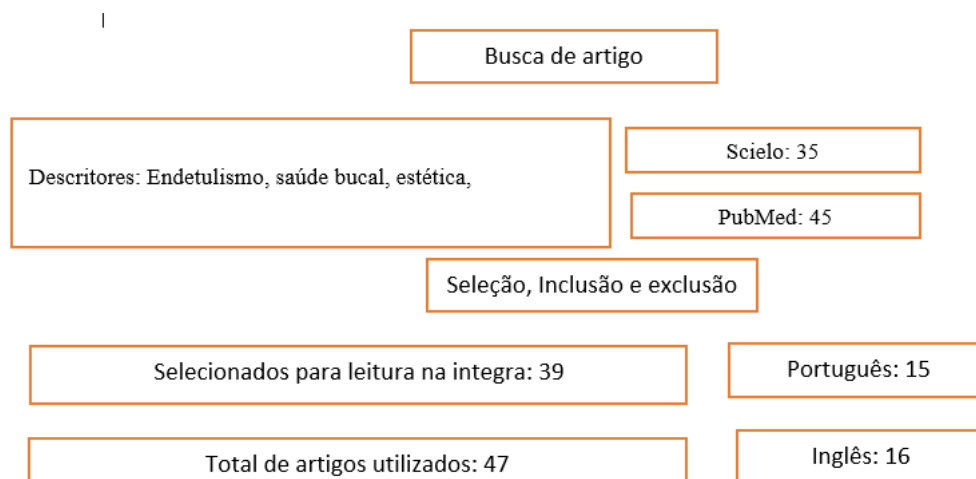 Busca de artigo
Descritores: Endetulismo, saúde bucal, estética,
Scielo: 35
PubMed: 45
Seleção, Inclusão e exclusão
Selecionados para leitura na integra: 39
Português: 15
Total de artigos utilizados: 47
Inglês: 16